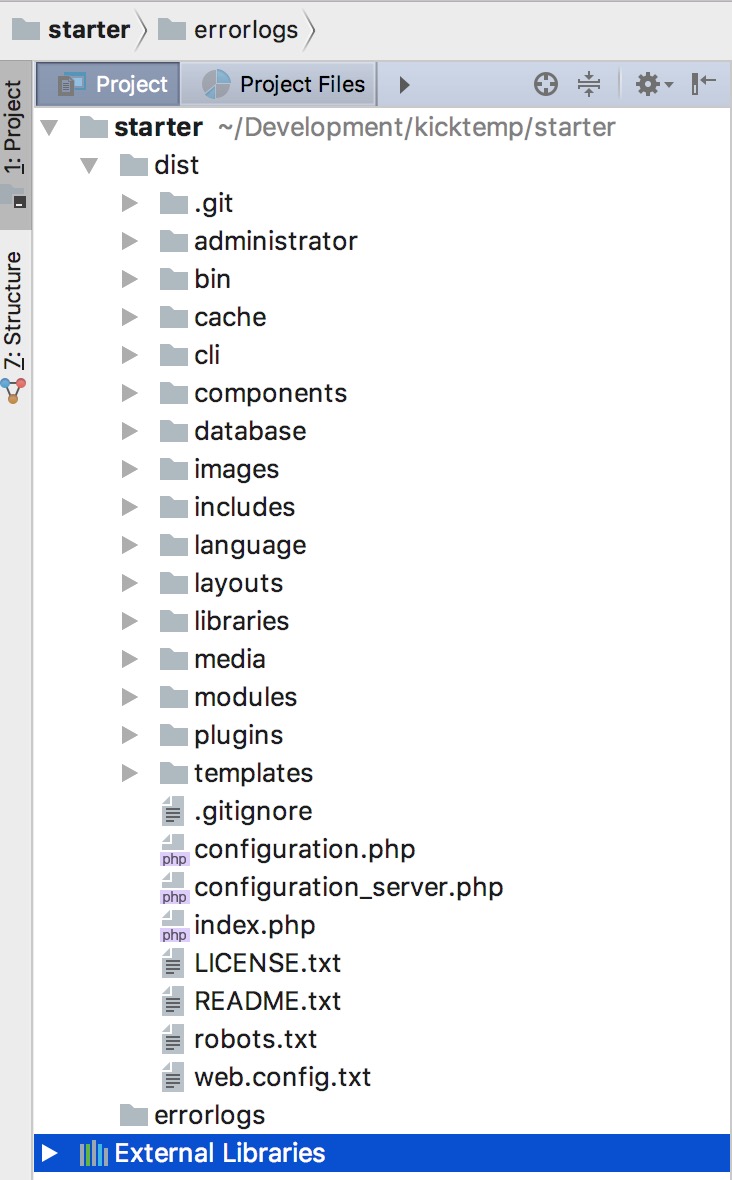 starter errorlogs
Project Project Files
1: Project
7: Structure
starter ~/Development/kicktemp/starter
dist
.git
administrator
bin
cache
cli
components
database
images
includes
language
layouts
libraries
media
modules
plugins
templates
.gitignore
php configuration.php
php configuration_server.php
php index.php
LICENSE.txt
README.txt
robots.txt
web.config.txt
errorlogs
External Libraries